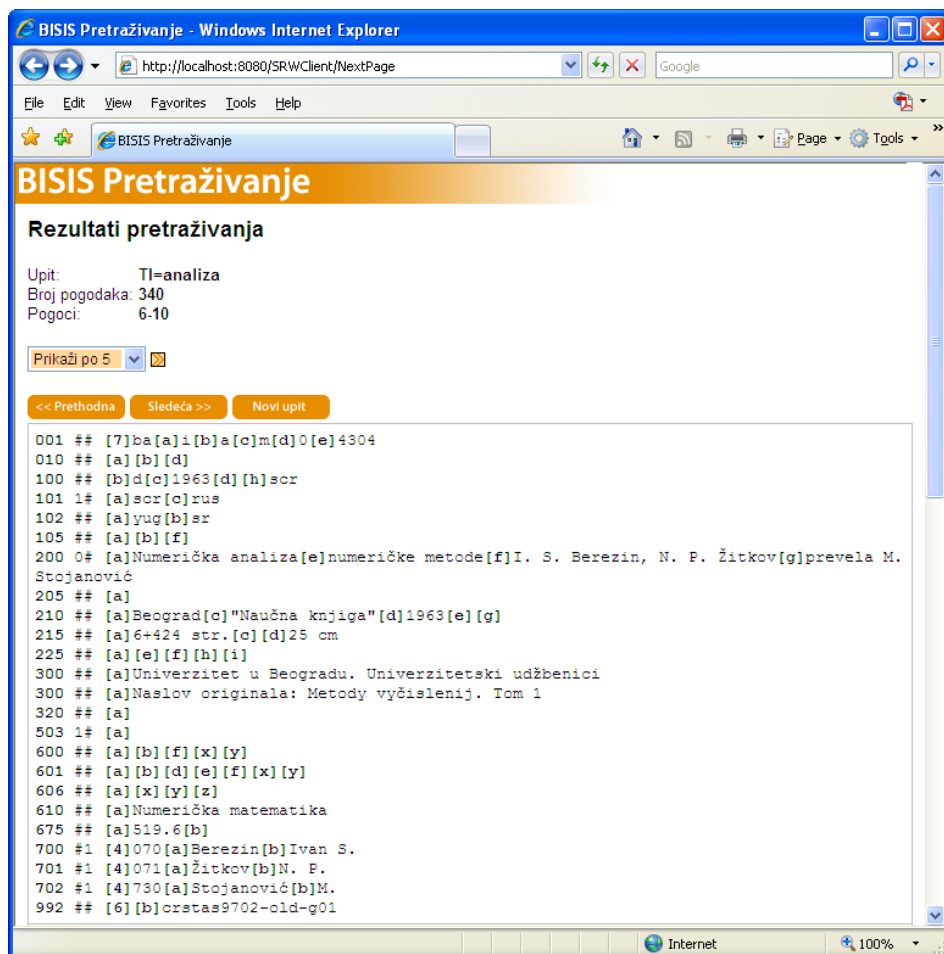 BISIS Pretraživanje - Windows Internet Explorer
http://localhost:8080/SRWClient/NextPage
Google
File Edit View Favorites Tools Help
BISIS Pretraživanje
Page Tools »
BISIS Pretraživanje
Rezultati pretraživanja
Upit: TI=analiza
Broj pogodaka: 340
Pogoci: 6-10
Prikaži po 5
<< Prethodna Sledeća >> Novi upit
001 ## [7]ba[a]i[b]a[c]m[d]0[e]4304
010 ## [a][b][d]
100 ## [b]d[c]1963[d][h]scr
101 1# [a]scr[c]rus
102 ## [a]yug[b]sr
105 ## [a][b][f]
200 0# [a]Numerička analiza[e]numeričke metode[f]I. S. Berezin, N. P. Žitkov[g]prevela M.
Stojanović
205 ## [a]
210 ## [a]Beograd[c]"Naučna knjiga"[d]1963[e][g]
215 ## [a]6+424 str.[c][d]25 cm
225 ## [a][e][f][h][i]
300 ## [a]Univerzitet u Beogradu. Univerzitetski udžbenici
300 ## [a]Naslov originala: Metody vyčislenij. Tom 1
320 ## [a]
503 1# [a]
600 ## [a][b][f][x][y]
601 ## [a][b][d][e][f][x][y]
606 ## [a][x][y][z]
610 ## [a]Numerička matematika
675 ## [a]519.6[b]
700 #1 [4]070[a]Berezin[b]Ivan S.
701 #1 [4]071[a]Žitkov[b]N. P.
702 #1 [4]730[a]Stojanović[b]M.
992 ## [6][b]crstas9702-old-g01
Internet 100%